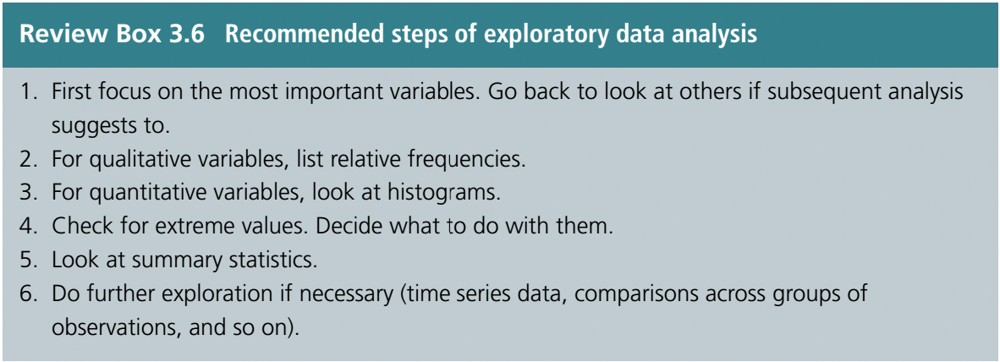 Review Box 3.6 Recommended steps of exploratory data analysis
1. First focus on the most important variables. Go back to look at others if subsequent analysis
suggests to.
2. For qualitative variables, list relative frequencies.
3. For quantitative variables, look at histograms.
4. Check for extreme values. Decide what to do with them.
5. Look at summary statistics.
6. Do further exploration if necessary (time series data, comparisons across groups of
observations, and so on).